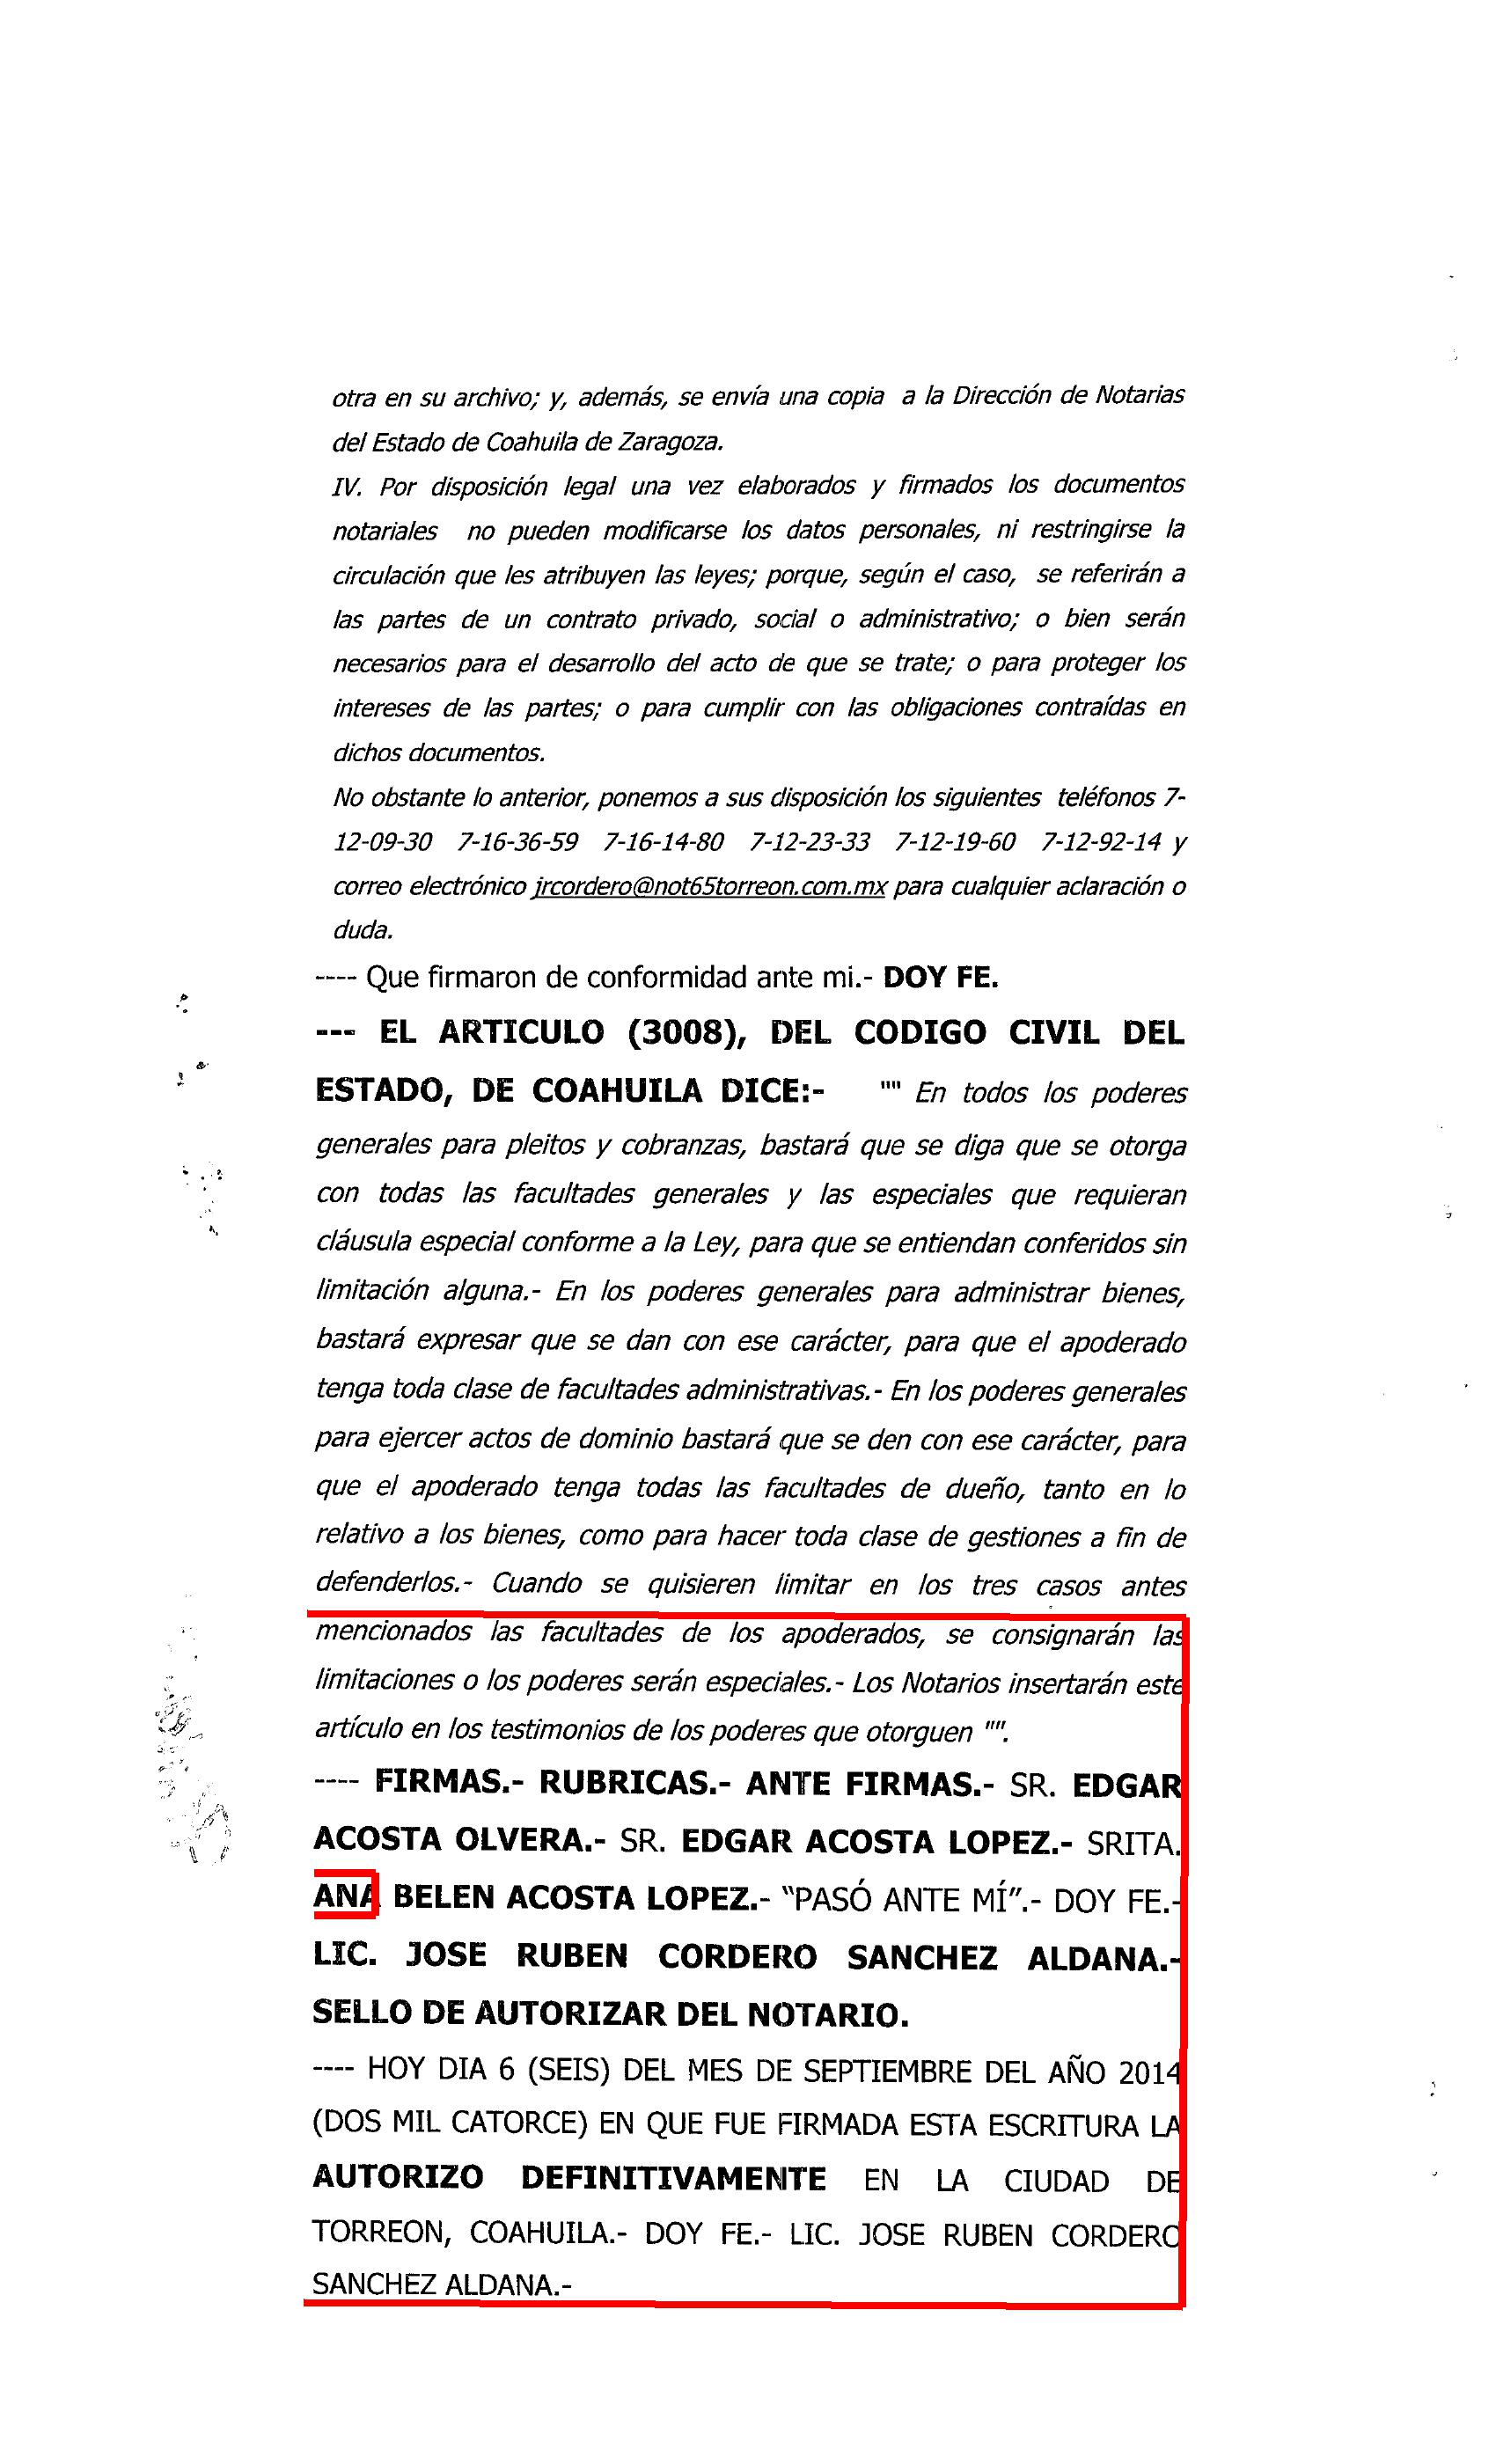 otra en su archivo; y, además, se envía una copia a la Dirección de Notarias
del Estado de Coahuila de Zaragoza.
IV. Por disposición legal una vez elaborados y firmados los documentos
notariales no pueden modificarse los datos personales, ni restringirse la
circulación que les atribuyen las leyes; porque, según el caso, se referirán a
las partes de un contrato privado, social o administrativo; o bien serán
necesarios para el desarrollo del acto de que se trate; o para proteger los
intereses de las partes; o para cumplir con las obligaciones contraídas en
dichos documentos.
No obstante lo anterior, ponemos a sus disposición los siguientes teléfonos 7-
12-09-30 7-16-36-59 7-16-14-80 7-12-23-33 7-12-19-60 7-12-92-14 y
correo electrónico jrcordero@not65torreon.com.mx para cualquier aclaración o
duda.
---- Que firmaron de conformidad ante mi.- DOY FE.
--- EL ARTICULO (3008), DEL CODIGO CIVIL DEL
ESTADO, DE COAHUILA DICE:- "" En todos los poderes
generales para pleitos y cobranzas, bastará que se diga que se otorga
con todas las facultades generales y las especiales que requieran
cláusula especial conforme a la Ley, para que se entiendan conferidos sin
limitación alguna.- En los poderes generales para administrar bienes,
bastará expresar que se dan con ese carácter, para que el apoderado
tenga toda clase de facultades administrativas.- En los poderes generales
para ejercer actos de dominio bastará que se den con ese carácter, para
que el apoderado tenga todas las facultades de dueño, tanto en lo
relativo a los bienes, como para hacer toda clase de gestiones a fin de
defenderlos.- Cuando se quisieren limitar en los tres casos antes
mencionados las facultades de los apoderados, se consignarán las
limitaciones o los poderes serán especiales.- Los Notarios insertarán este
artículo en los testimonios de los poderes que otorguen "".
---- FIRMAS.- RUBRICAS.- ANTE FIRMAS.- SR. EDGAR
ACOSTA OLVERA.- SR. EDGAR ACOSTA LOPEZ.- SRITA.
ANA BELEN ACOSTA LOPEZ.- "PASÓ ANTE MÍ".- DOY FE.-
LIC. JOSE RUBEN CORDERO SANCHEZ ALDANA.-
SELLO DE AUTORIZAR DEL NOTARIO.
---- HOY DIA 6 (SEIS) DEL MES DE SEPTIEMBRE DEL AÑO 2014
(DOS MIL CATORCE) EN QUE FUE FIRMADA ESTA ESCRITURA LA
AUTORIZO DEFINITIVAMENTE EN LA CIUDAD DE
TORREON, COAHUILA.- DOY FE.- LIC. JOSE RUBEN CORDERO
SANCHEZ ALDANA.-